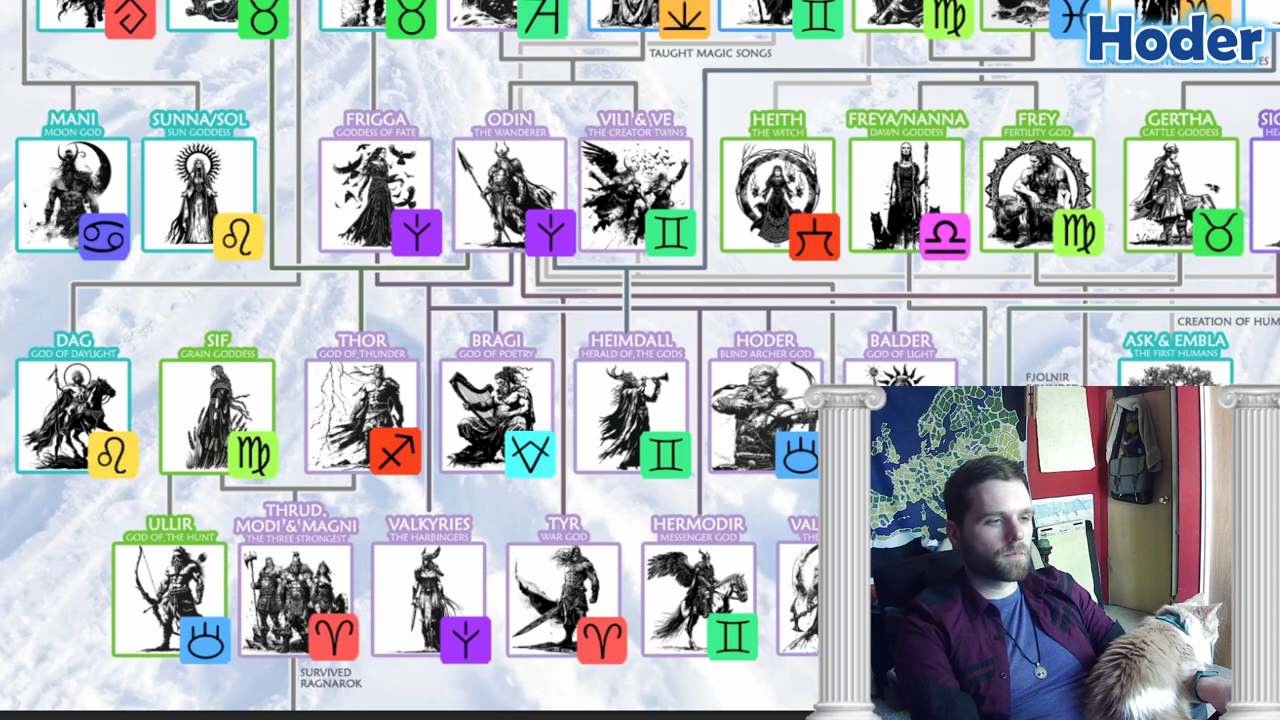 Hoder
TAUGHT MAGIC SONGS
MANI
MOON GOD
SUNNA/SOL
SUN GODDESS
FRIGGA
GODDESS OF FATE
ODIN
THE WANDERER
VILI & VE
THE CREATOR TWINS
HEITH
THE WITCH
FREYA/NANNA
DAWN GODDESS
FREY
FERTILITY GOD
GERTHA
CATTLE GODDESS
CREATION OF HUM
DAG
GOD OF DAYLIGHT
SIF
GRAIN GODDESS
THOR
GOD OF THUNDER
BRAGI
GOD OF POETRY
HEIMDALL
HERALD OF THE GODS
HODER
BLIND ARCHER GOD
BALDER
GOD OF LIGHT
FJOLNIR
ASK & EMBLA
THE FIRST HUMANS
ULLIR
GOD OF THE HUNT
THRUD,
MODI & MAGNI
THE THREE STRONGEST
VALKYRIES
THE HARBINGERS
TYR
WAR GOD
HERMODIR
MESSENGER GOD
VAL
SURVIVED
RAGNAROK